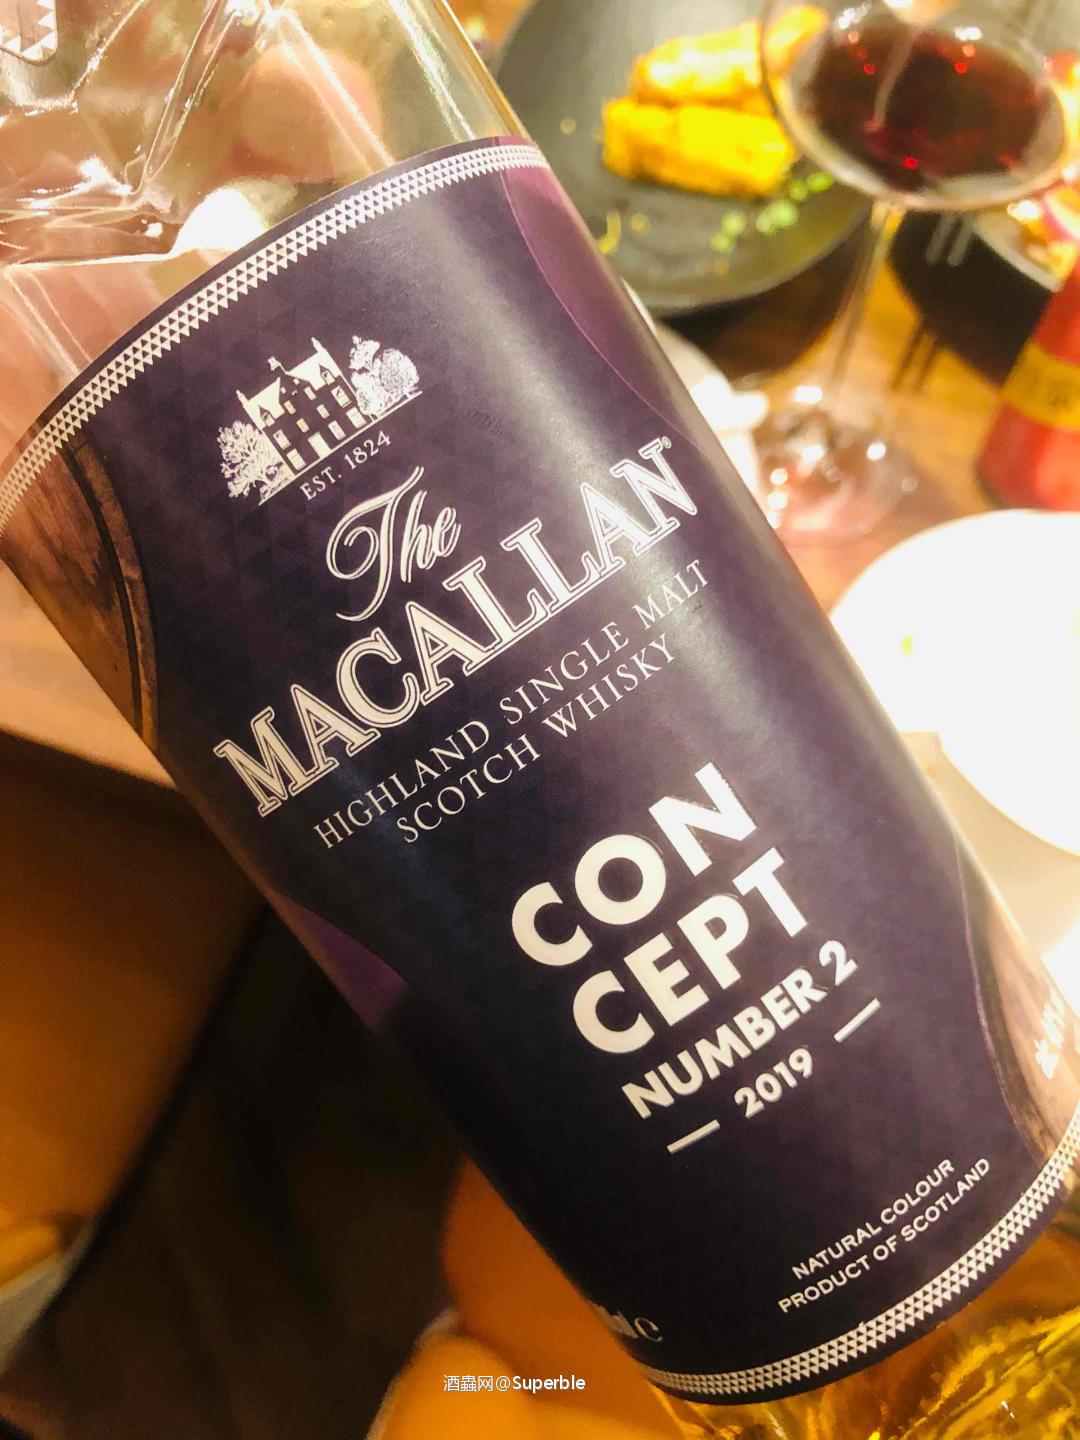 EST. 1824
The
MACALLAN®
HIGHLAND SINGLE MALT
SCOTCH WHISKY
CON
CEPT
NUMBER 2
2019
NATURAL COLOUR
PRODUCT OF SCOTLAND
酒蟲网@Superble